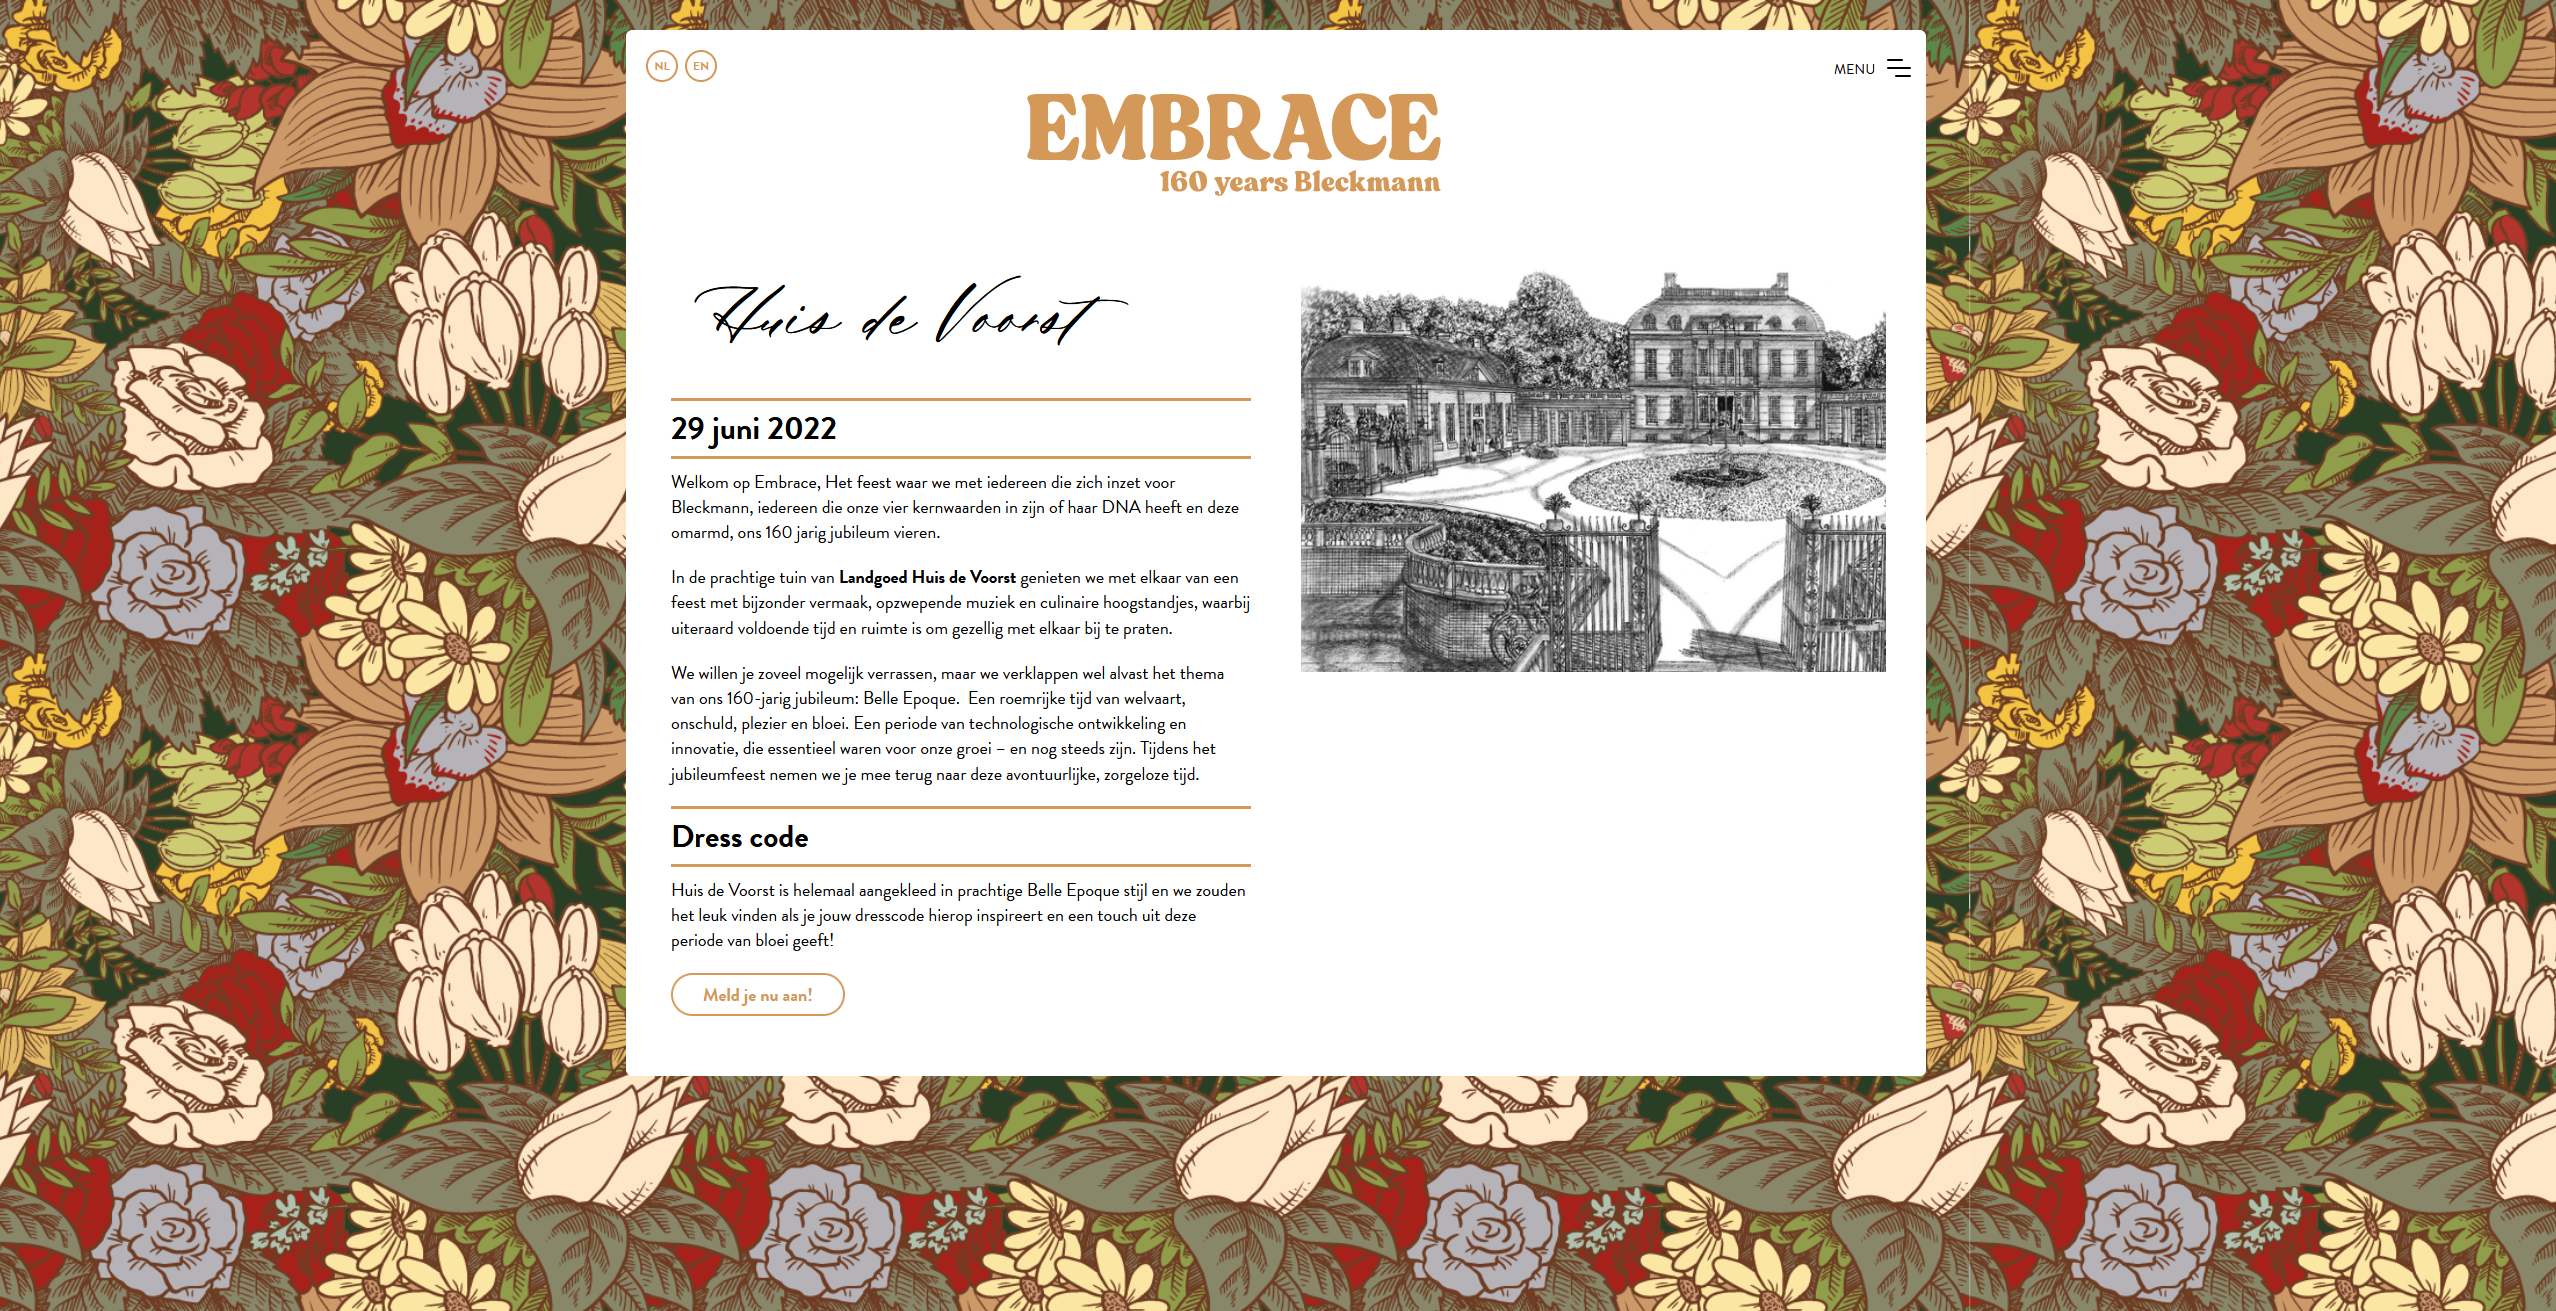 NL EN
MENU
EMBRACE
160 years Bleckmann
Huis de Voorst
29 juni 2022
Welkom op Embrace, Het feest waar we met iedereen die zich inzet voor
Bleckmann, iedereen die onze vier kernwaarden in zijn of haar DNA heeft en deze
omarmd, ons 160 jarig jubileum vieren.
In de prachtige tuin van Landgoed Huis de Voorst genieten we met elkaar van een
feest met bijzonder vermaak, opzwepende muziek en culinaire hoogstandjes, waarbij
uiteraard voldoende tijd en ruimte is om gezellig met elkaar bij te praten.
We willen je zoveel mogelijk verrassen, maar we verklappen wel alvast het thema
van ons 160-jarig jubileum: Belle Epoque.  Een roemrijke tijd van welvaart,
onschuld, plezier en bloei. Een periode van technologische ontwikkeling en
innovatie, die essentieel waren voor onze groei – en nog steeds zijn. Tijdens het
jubileumfeest nemen we je mee terug naar deze avontuurlijke, zorgeloze tijd.
Dress code
Huis de Voorst is helemaal aangekleed in prachtige Belle Epoque stijl en we zouden
het leuk vinden als je jouw dresscode hierop inspireert en een touch uit deze
periode van bloei geeft!
Meld je nu aan!